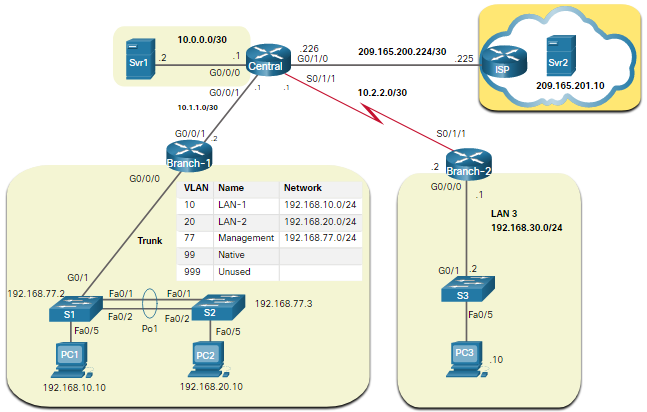 10.0.0.0/30
Svr1
.2
.1
G0/0/0
Central
.226
G0/1/0
209.165.200.224/30
.225
ISP
Svr2
209.165.201.10
G0/0/1
.1
.1
S0/1/1
10.2.2.0/30
10.1.1.0/30
G0/0/1
.2
Branch-1
S0/1/1
.2
Branch-2
G0/0/0
G0/0/0
.1
VLAN Name Network
10 LAN-1 192.168.10.0/24
20 LAN-2 192.168.20.0/24
77 Management 192.168.77.0/24
99 Native
999 Unused
Trunk
LAN 3
192.168.30.0/24
G0/1
192.168.77.2
S1
Fa0/1
Fa0/1
Fa0/2
Fa0/2
Po1
S2
192.168.77.3
G0/1
.2
S3
Fa0/5
Fa0/5
Fa0/5
PC1
PC2
PC3
.10
192.168.10.10
192.168.20.10